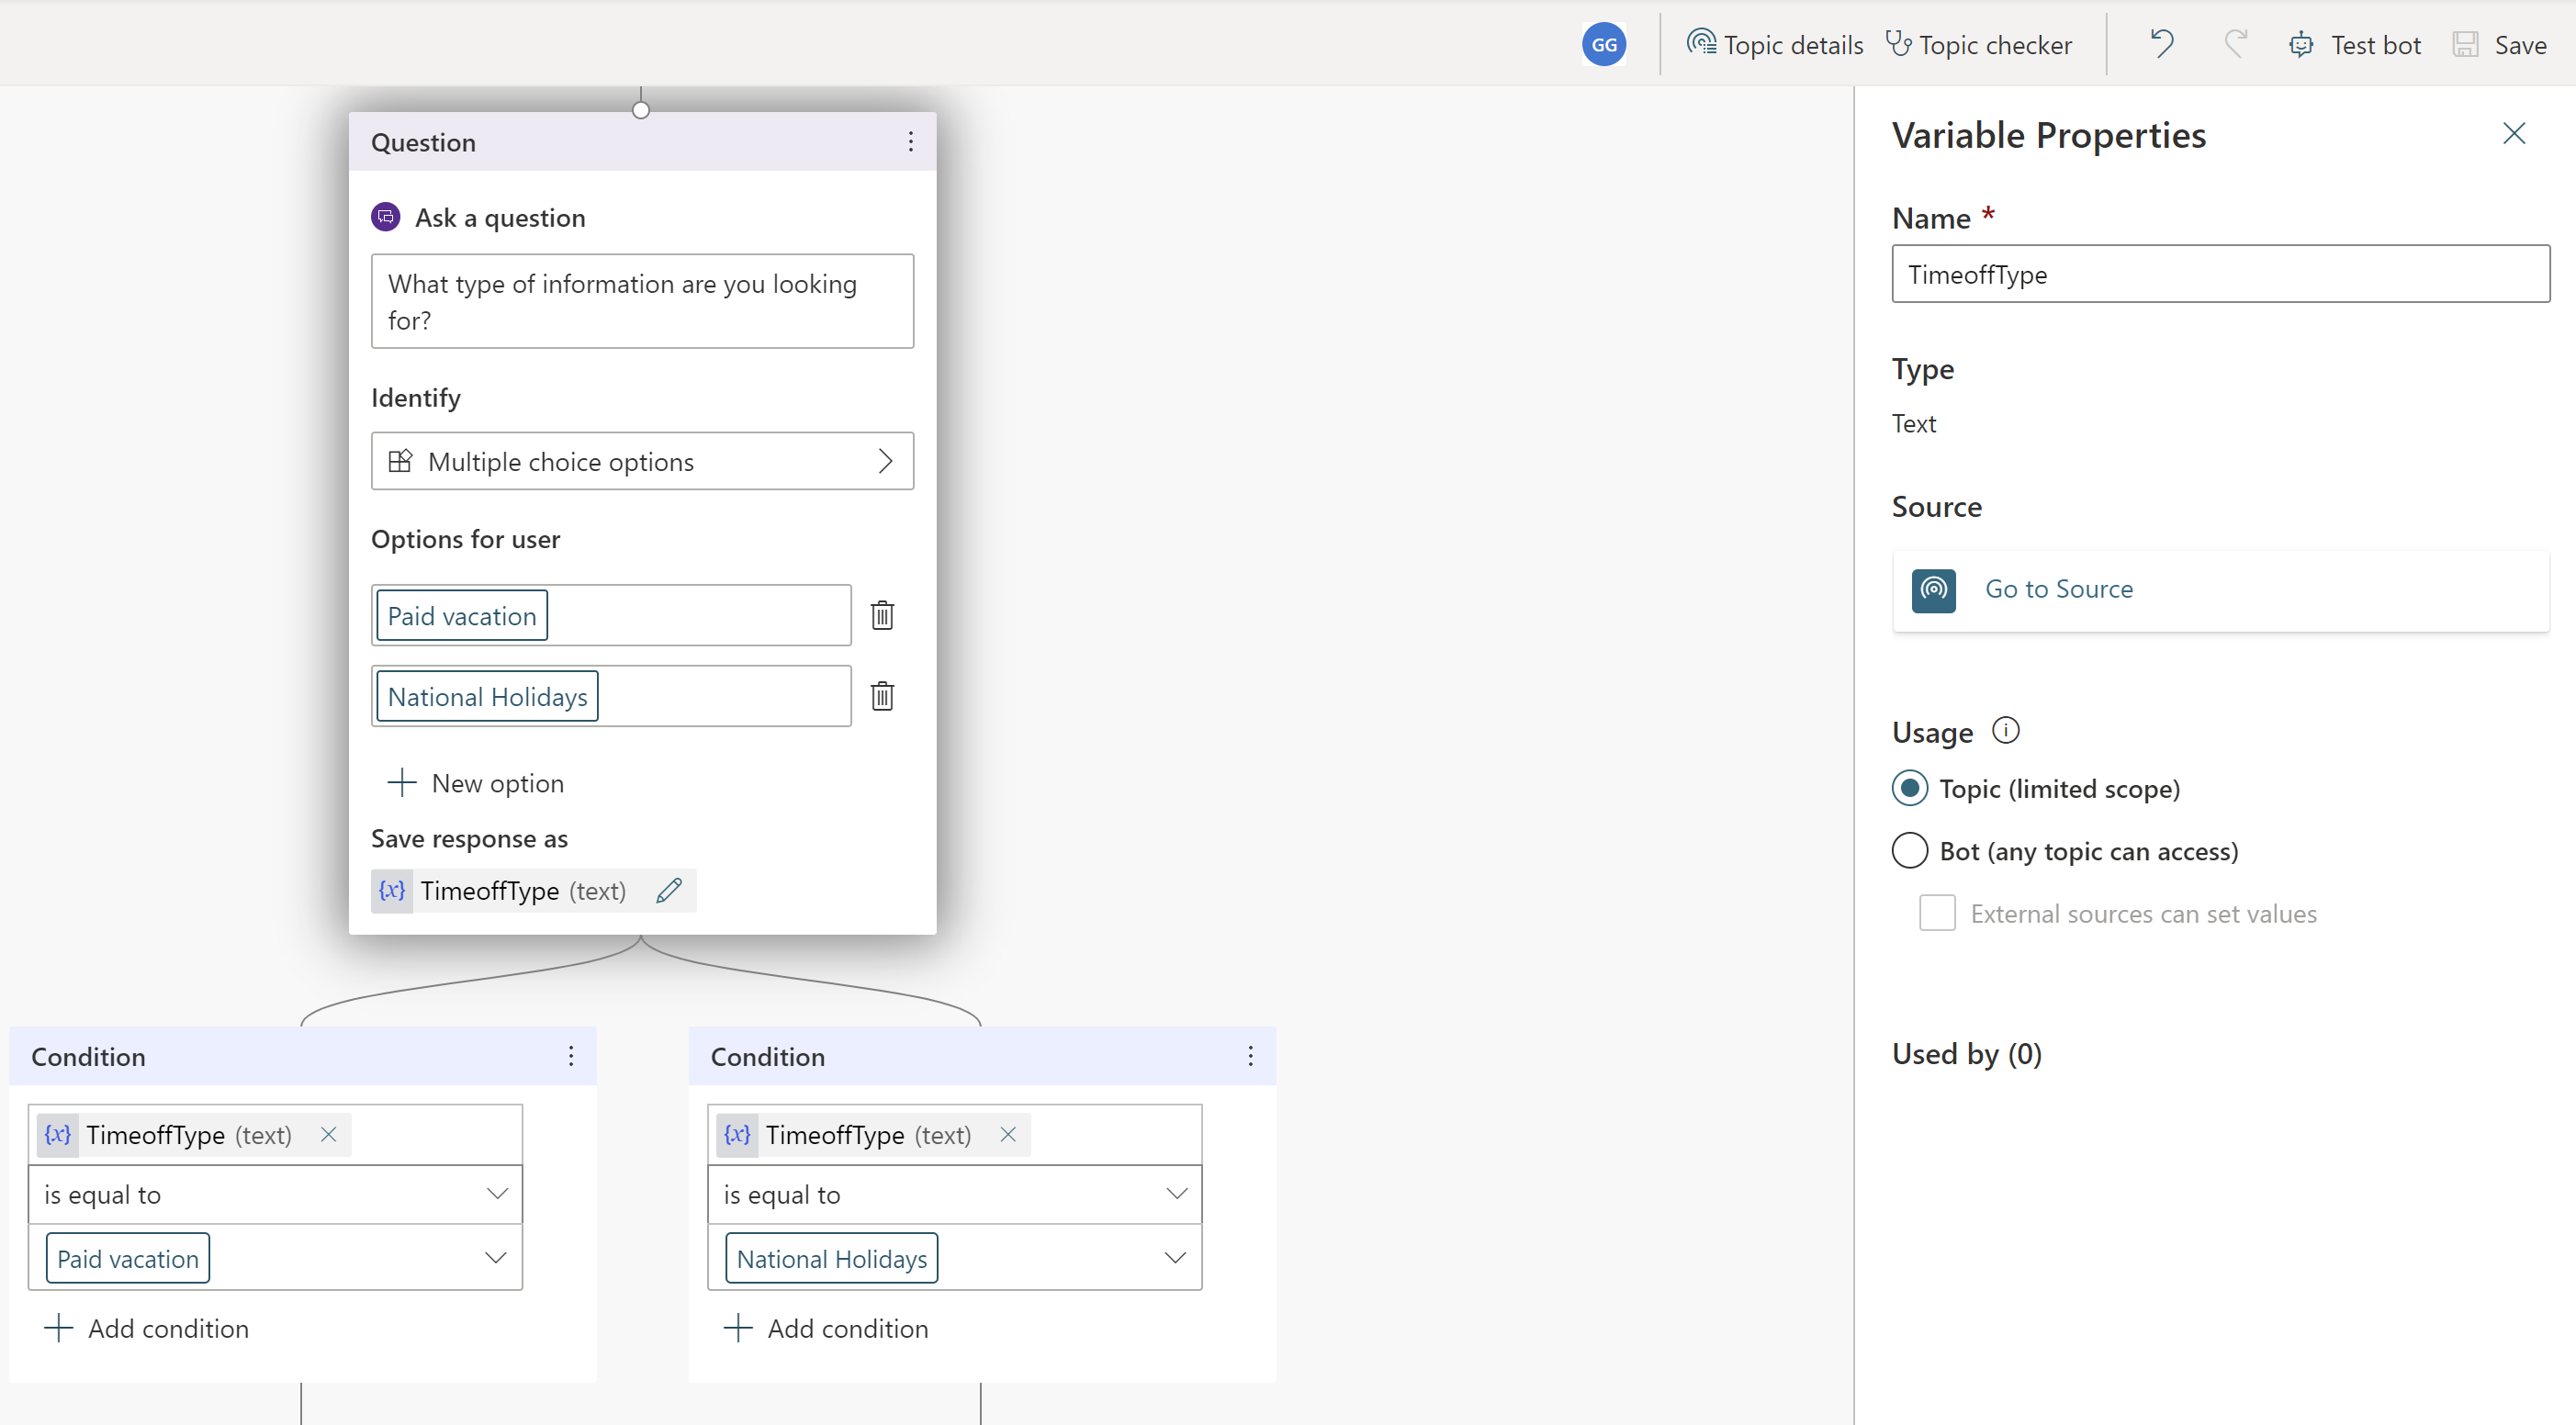 GG
Topic details
Topic checker
Test bot
Save
Question
Ask a question
What type of information are you looking
for?
Identify
Multiple choice options
Options for user
Paid vacation
National Holidays
New option
Save response as
{x} TimeoffType (text)
Condition
{x} TimeoffType (text)
is equal to
Paid vacation
Add condition
Condition
{x} TimeoffType (text)
is equal to
National Holidays
Add condition
Variable Properties
Name *
TimeoffType
Type
Text
Source
Go to Source
Usage
Topic (limited scope)
Bot (any topic can access)
External sources can set values
Used by (0)